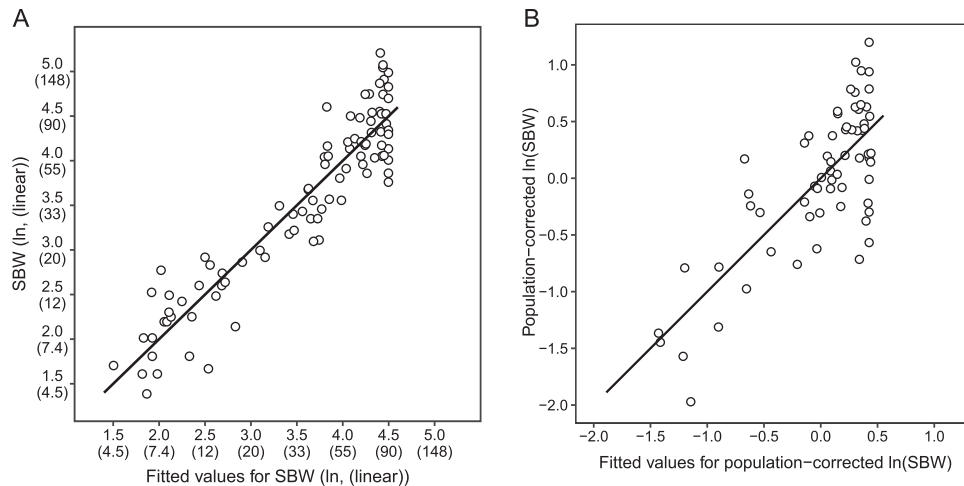 A
SBW (ln, (linear))
5.0
(148)
4.5
(90)
4.0
(55)
3.5
(33)
3.0
(20)
2.5
(12)
2.0
(7.4)
1.5
(4.5)
1.5 2.0 2.5 3.0 3.5 4.0 4.5 5.0
(4.5) (7.4) (12) (20) (33) (55) (90) (148)
Fitted values for SBW (ln, (linear))
B
Population−corrected ln(SBW)
1.0
0.5
0.0
−0.5
−1.0
−1.5
−2.0
−2.0 −1.5 −1.0 −0.5 0.0 0.5 1.0
Fitted values for population−corrected ln(SBW)